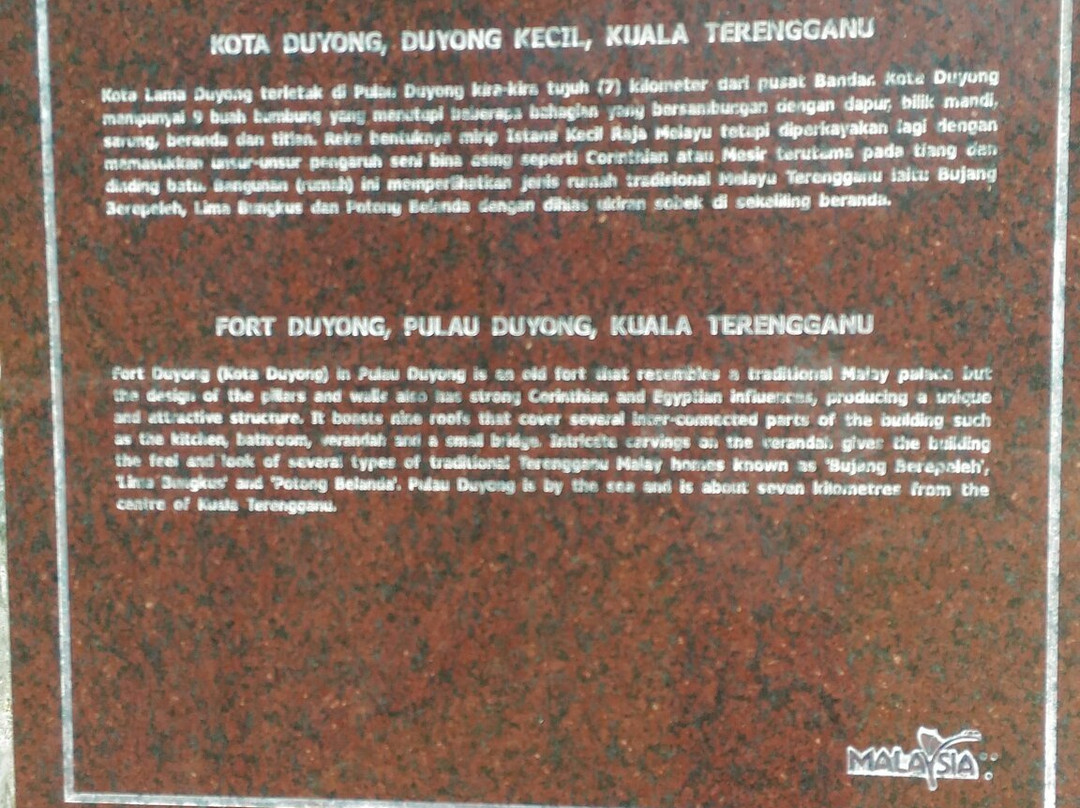 KOTA DUYONG, DUYONG KECIL, KUALA TERENGGANU
Kota Lama Duyong terletak di Pulau Duyong kira-kira tujuh (7) kilometer dari pusat Bandar. Kota Duyong
mempunyai 9 buah bumbung yang menutupi beberapa bahagian yang bersambungan dengan dapur, bilik mandi,
sarung, beranda dan titian. Reka bentuknya mirip Istana Kecil Raja Melayu tetapi diperkayakan lagi dengan
memasukkan unsur-unsur pengaruh seni bina asing seperti Corinthian atau Mesir terutama pada tiang dan
dinding batu. Bangunan (rumah) ini memperlihatkan jenis rumah tradisional Melayu Terengganu iaitu Bujang
Berepeleh, Lima Bungkus dan Potong Belanda dengan dihias ukiran sobek di sekeliling beranda.
FORT DUYONG, PULAU DUYONG, KUALA TERENGGANU
Fort Duyong (Kota Duyong) in Pulau Duyong is an old fort that resembles a traditional Malay palace but
the design of the pillars and walls also has strong Corinthian and Egyptian influences, producing a unique
and attractive structure. It boasts nine roofs that cover several inter-connected parts of the building such
as the kitchen, bathroom, verandah and a small bridge. Intricate carvings on the verandah gives the building
the feel and look of several types of traditional Terengganu Malay homes known as 'Bujang Berepeleh',
'Lima Bungkus' and 'Potong Belanda'. Pulau Duyong is by the sea and is about seven kilometres from the
centre of Kuala Terengganu.
MALAYSIA